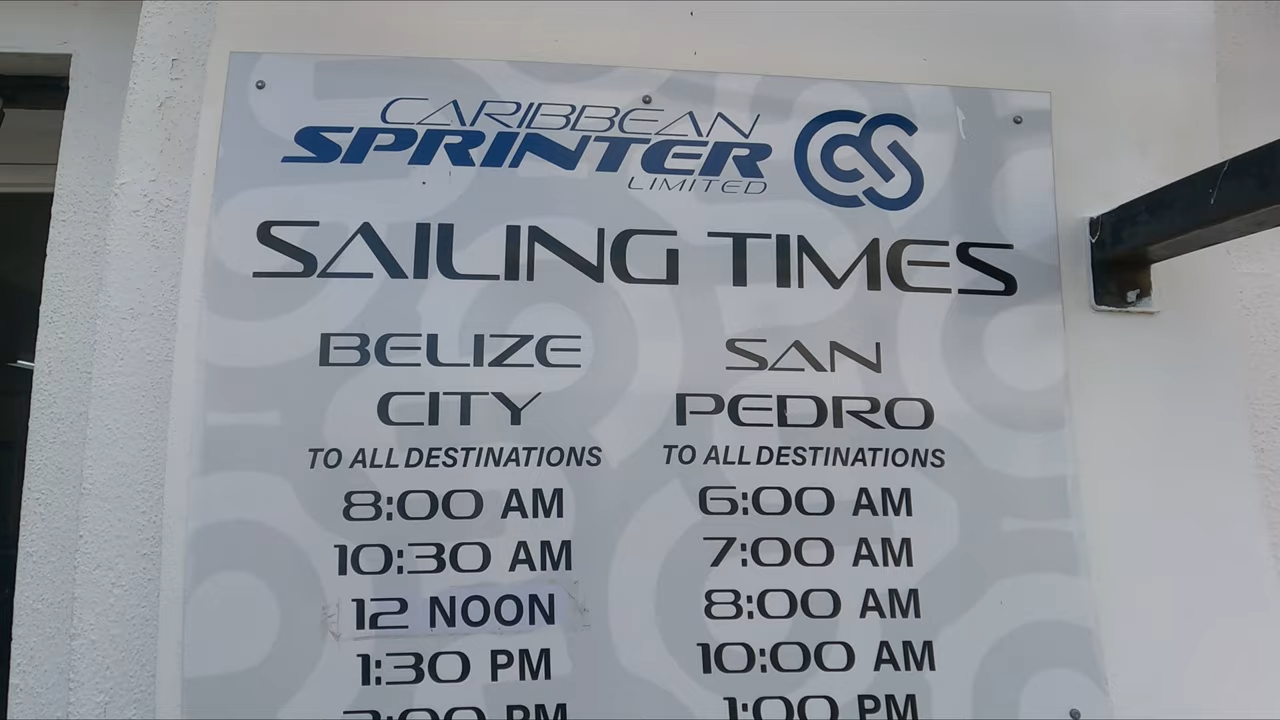 CARIBBEAN
SPRINTER
LIMITED
CS
SAILING TIMES
BELIZE
CITY
TO ALL DESTINATIONS
8:00 AM
10:30 AM
12 NOON
1:30 PM
PM
SAN
PEDRO
TO ALL DESTINATIONS
6:00 AM
7:00 AM
8:00 AM
10:00 AM
1:00 PM